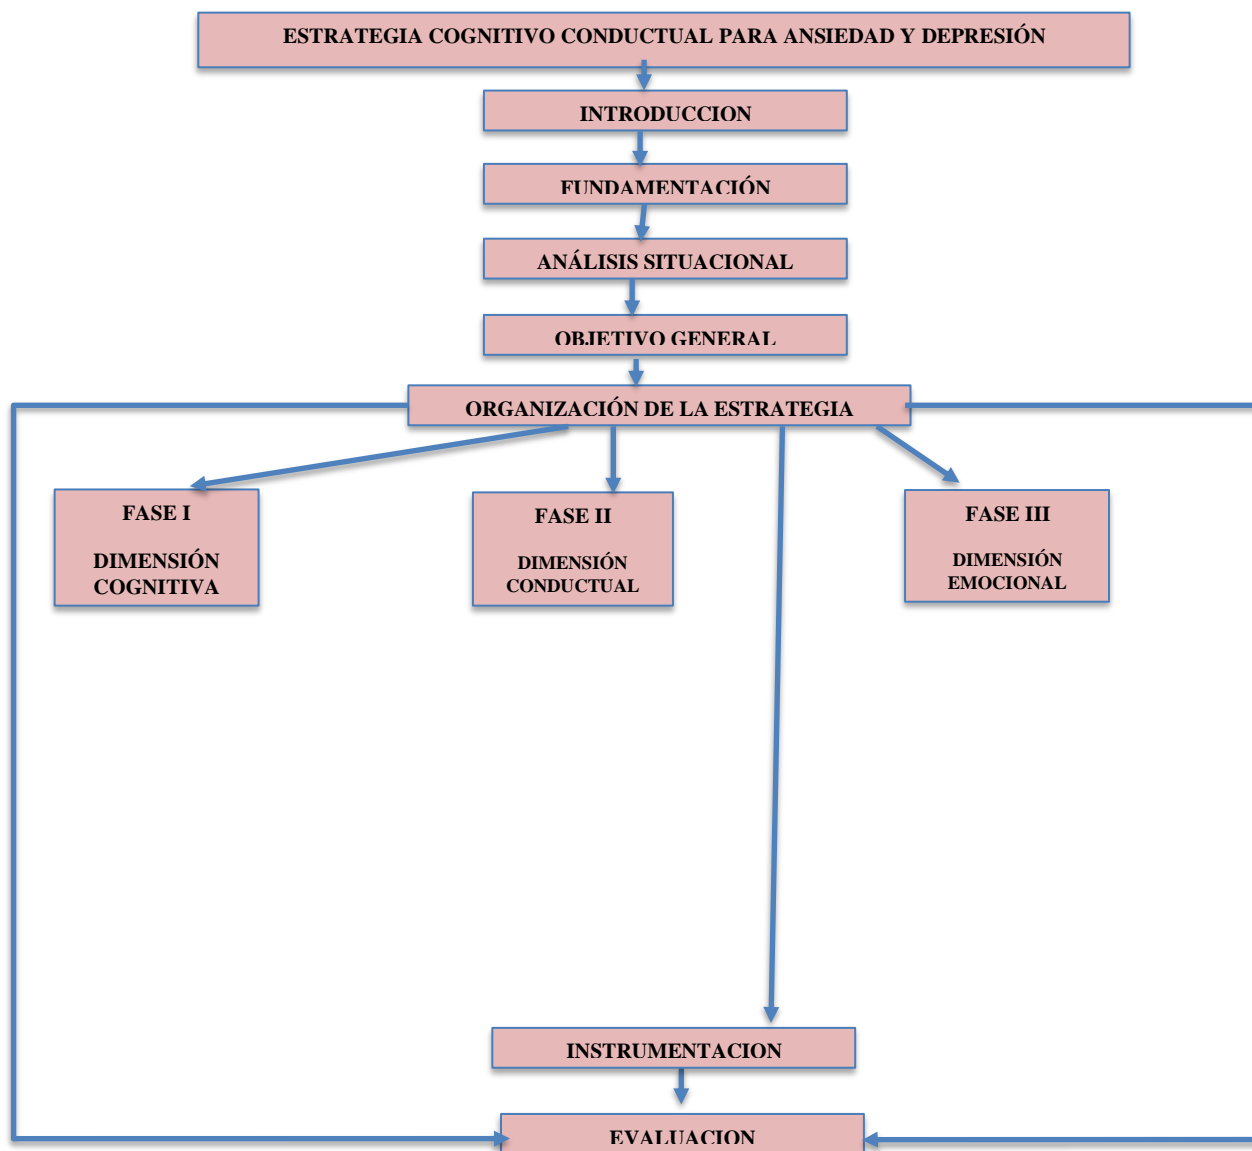 ESTRATEGIA COGNITIVO CONDUCTUAL PARA ANSIEDAD Y DEPRESIÓN
INTRODUCCION
FUNDAMENTACIÓN
ANÁLISIS SITUACIONAL
OBJETIVO GENERAL
ORGANIZACIÓN DE LA ESTRATEGIA
FASE I
DIMENSIÓN
COGNITIVA
FASE II
DIMENSIÓN
CONDUCTUAL
FASE III
DIMENSIÓN
EMOCIONAL
INSTRUMENTACION
EVALUACION